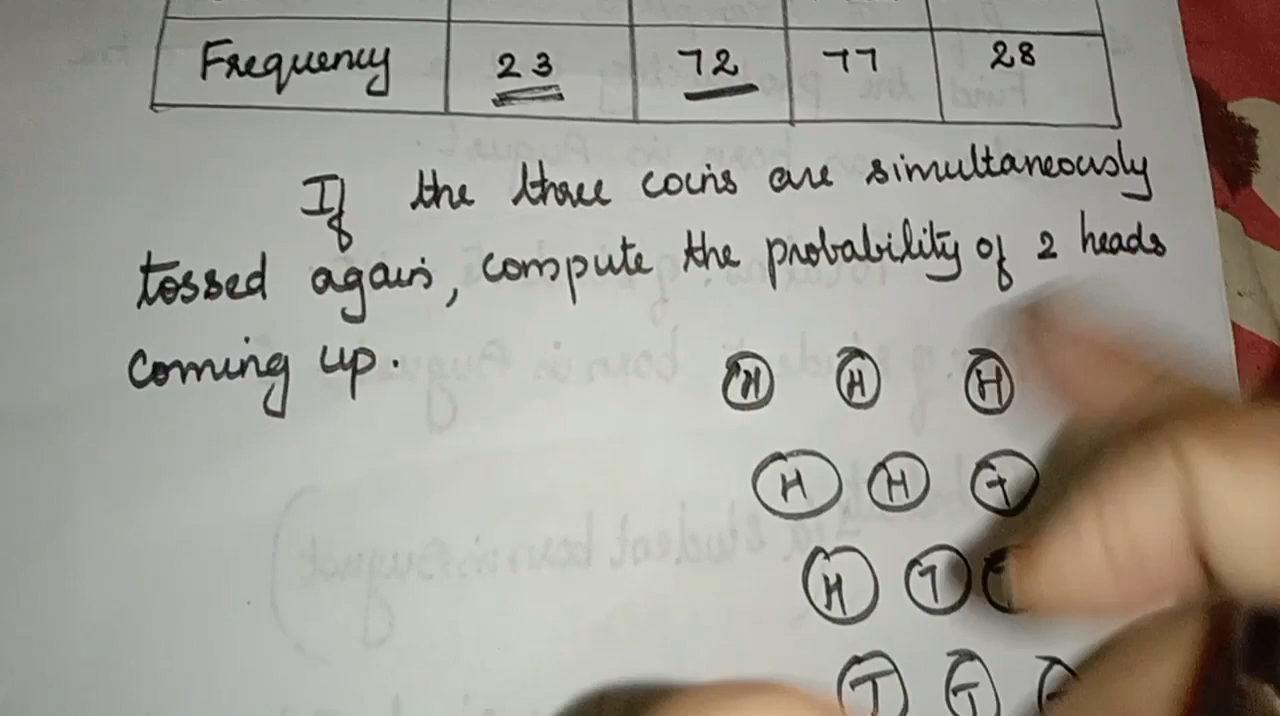 Frequency 23 72 77 28
If the three coins are simultaneously
tossed again, compute the probability of 2 heads
coming up.
H H H
H H T
H T
T T